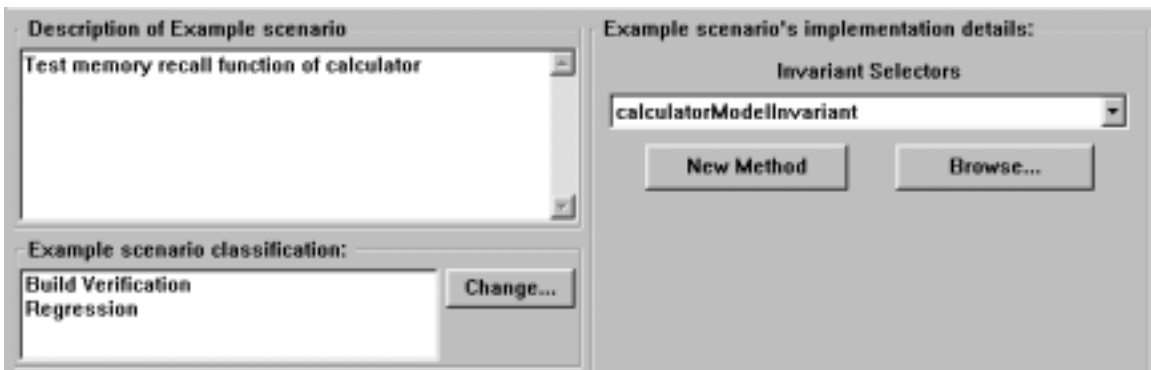 Description of Example scenario
Test memory recall function of calculator
Example scenario classification:
Build Verification
Regression
Change...
Example scenario's implementation details:
Invariant Selectors
calculatorModelInvariant
New Method
Browse...